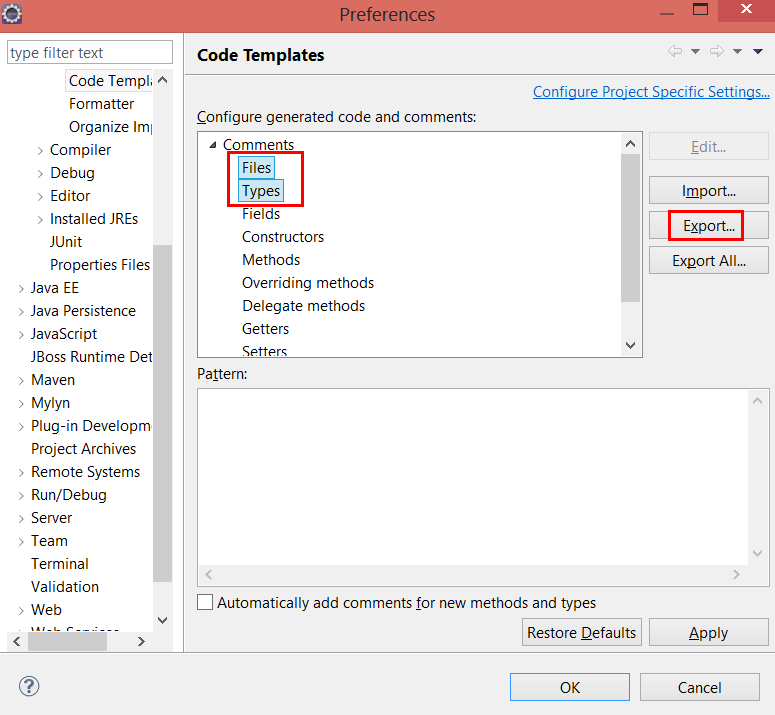 Preferences
type filter text
Code Templa
Formatter
Organize Imp
Compiler
Debug
Editor
Installed JREs
JUnit
Properties Files
Java EE
Java Persistence
JavaScript
JBoss Runtime Det
Maven
Mylyn
Plug-in Developm
Project Archives
Remote Systems
Run/Debug
Server
Team
Terminal
Validation
Web
Web Services
Code Templates
Configure Project Specific Settings...
Configure generated code and comments:
Comments
Files
Types
Fields
Constructors
Methods
Overriding methods
Delegate methods
Getters
Setters
Edit...
Import...
Export...
Export All...
Pattern:
Automatically add comments for new methods and types
Restore Defaults
Apply
?
OK
Cancel